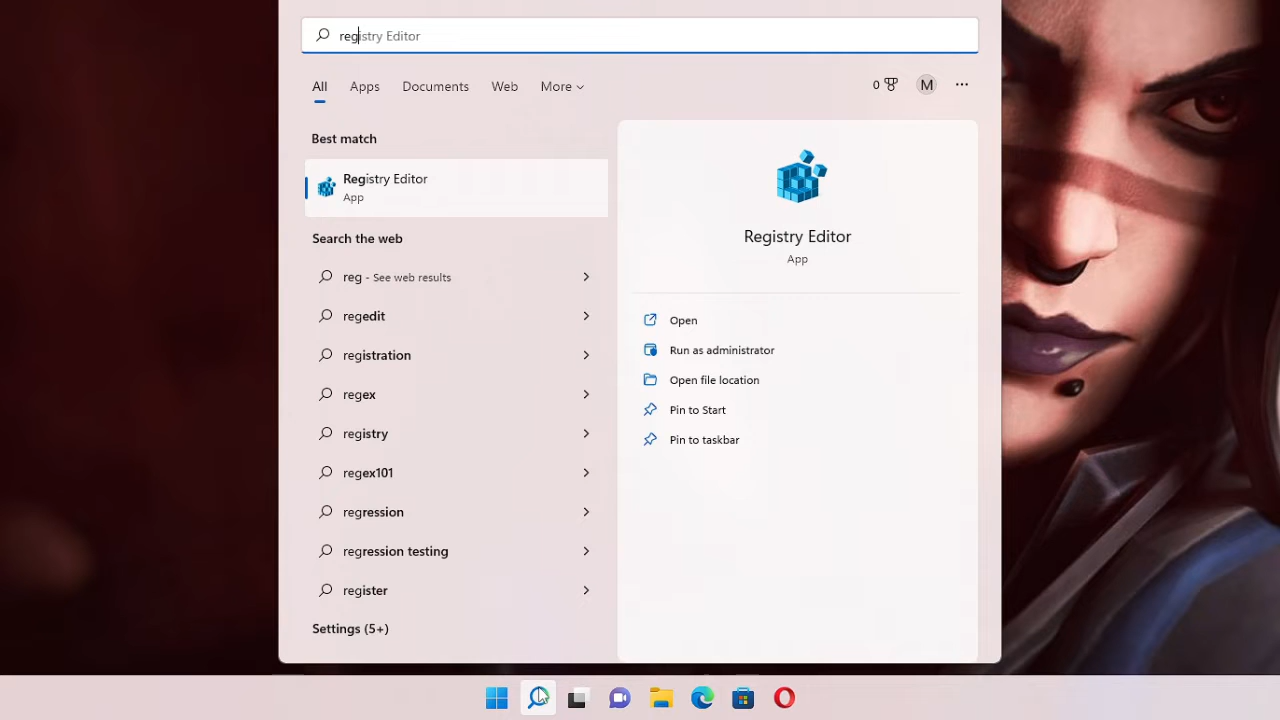 registry Editor
All Apps Documents Web More
0 M ...
Best match
Registry Editor
App
Search the web
reg - See web results
regedit
registration
regex
registry
regex101
regression
regression testing
register
Settings (5+)
Registry Editor
App
Open
Run as administrator
Open file location
Pin to Start
Pin to taskbar